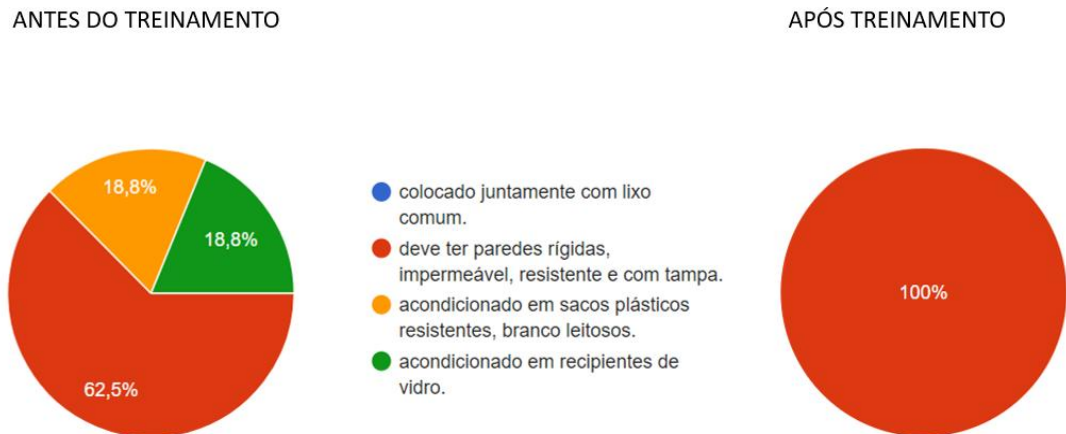 ANTES DO TREINAMENTO
APÓS TREINAMENTO
18,8%
18,8%
62,5%
colocado juntamente com lixo
comum.
deve ter paredes rígidas,
impermeável, resistente e com tampa.
acondicionado em sacos plásticos
resistentes, branco leitosos.
acondicionado em recipientes de
vidro.
100%